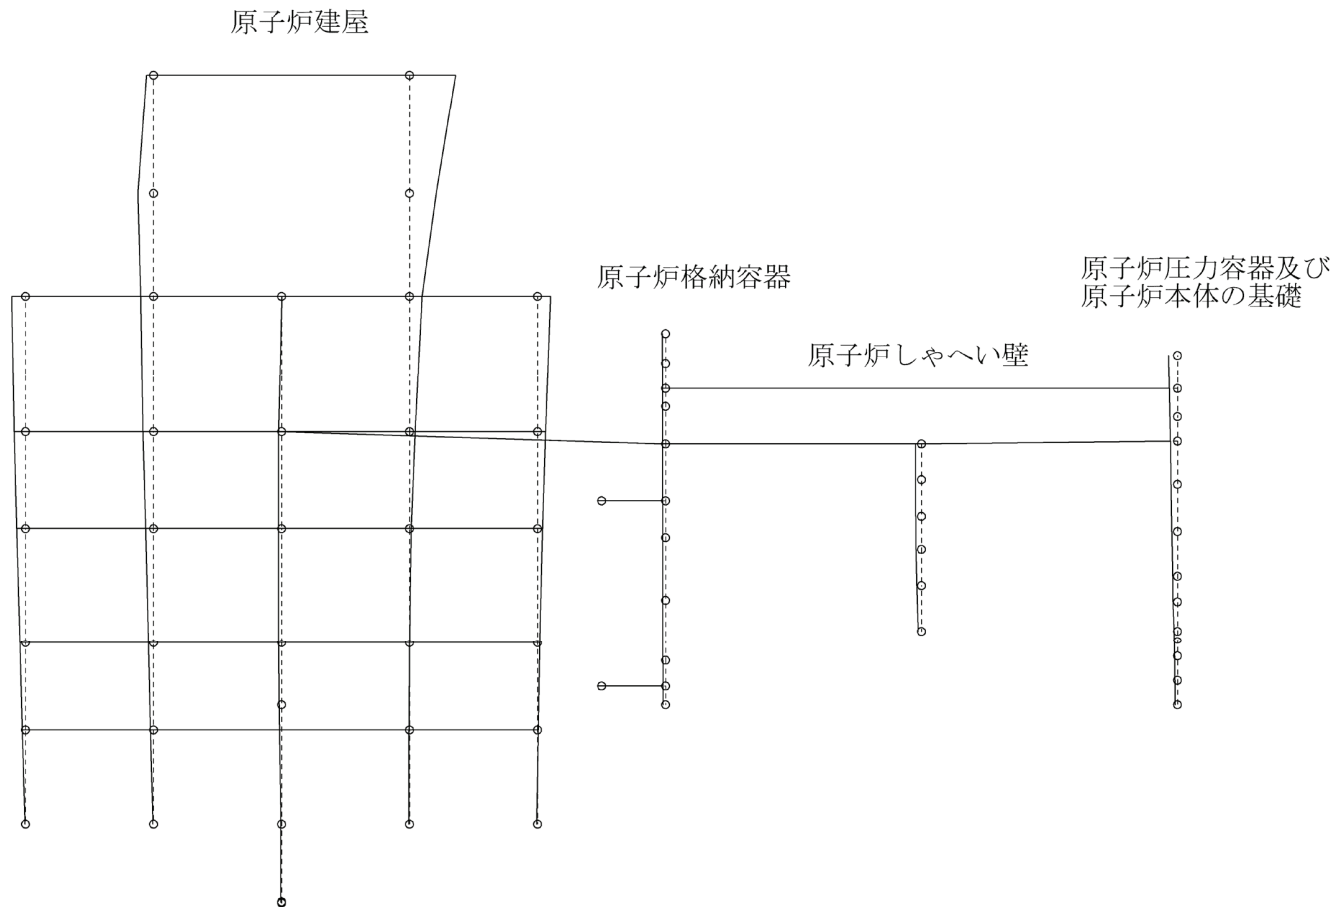 原子炉建屋
原子炉格納容器
原子炉圧力容器及び
原子炉本体の基礎
原子炉しゃへい壁